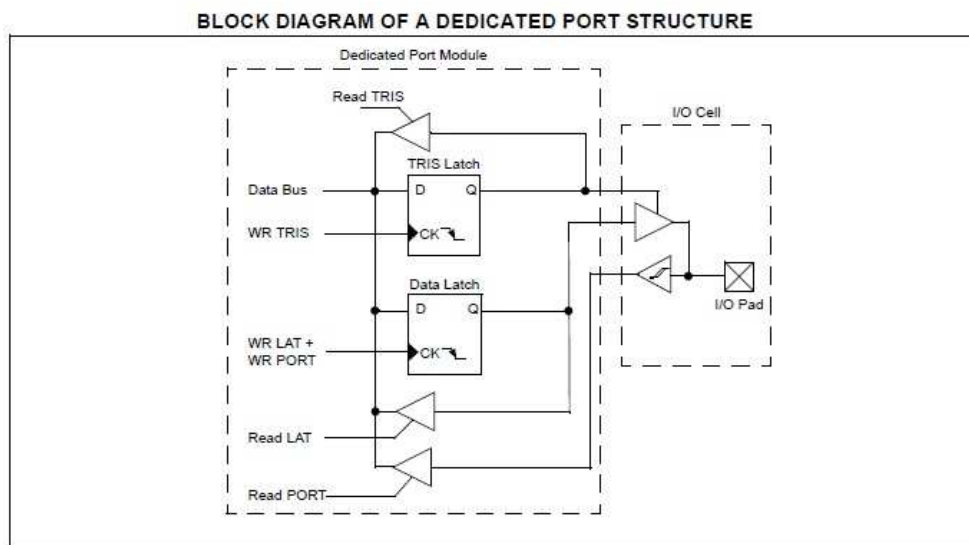 BLOCK DIAGRAM OF A DEDICATED PORT STRUCTURE
Dedicated Port Module
Read TRIS
I/O Cell
TRIS Latch
Data Bus
D
Q
WR TRIS
CK
Data Latch
I/O Pad
D
Q
WR LAT +
WR PORT
CK
Read LAT
Read PORT